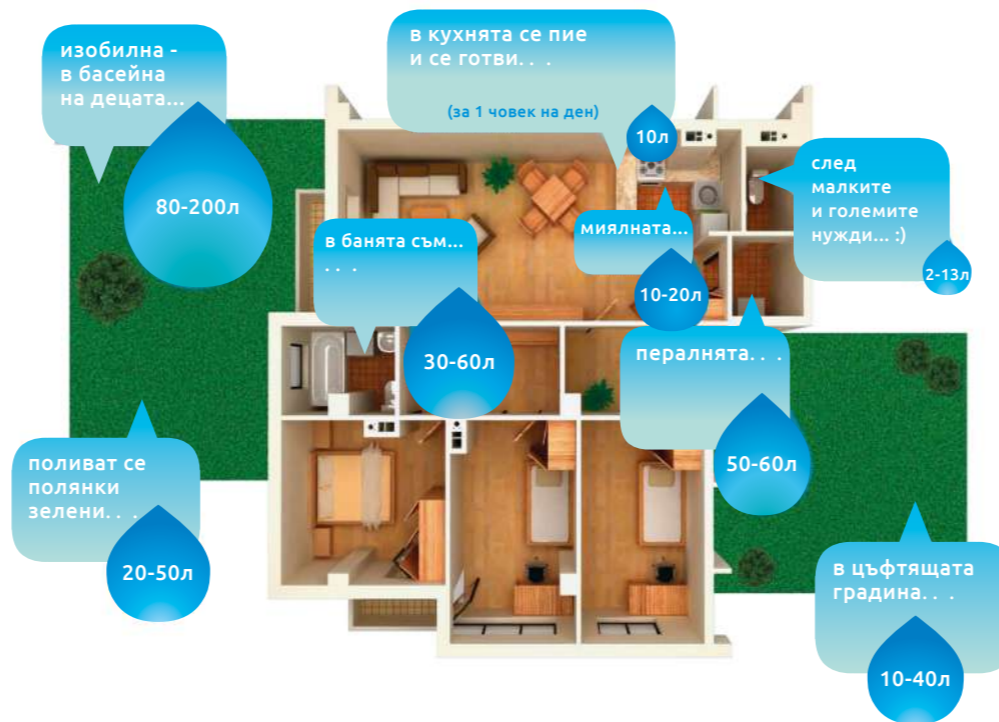 изобилна -
в басейна
на децата...
80-200л
в кухнята се пие
и се готви. . .
(за 1 човек на ден)
10л
след
малките
и големите
нужди... :)
2-13л
миялната...
10-20л
в банята съм...
. . .
30-60л
пералнята. . .
50-60л
поливат се
полянки
зелени. . .
20-50л
в цъфтящата
градина. . .
10-40л